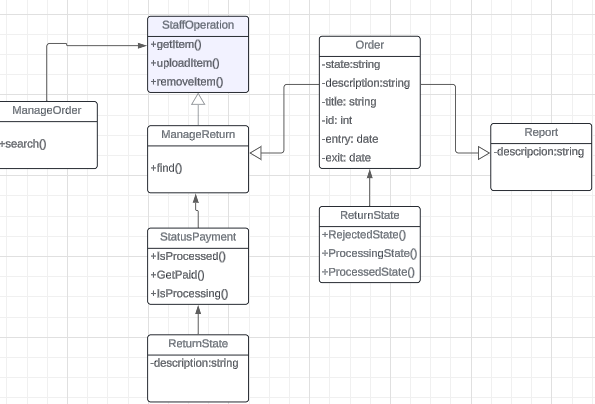 StaffOperation
+getItem()
+uploadItem()
+removeItem()
ManageOrder
+search()
ManageReturn
+find()
StatusPayment
+IsProcessed()
+GetPaid()
+IsProcessing()
ReturnState
-description:string
Order
-state:string
-description:string
-title: string
-id: int
-entry: date
-exit: date
ReturnState
+RejectedState()
+ProcessingState()
+ProcessedState()
Report
-descripcion:string